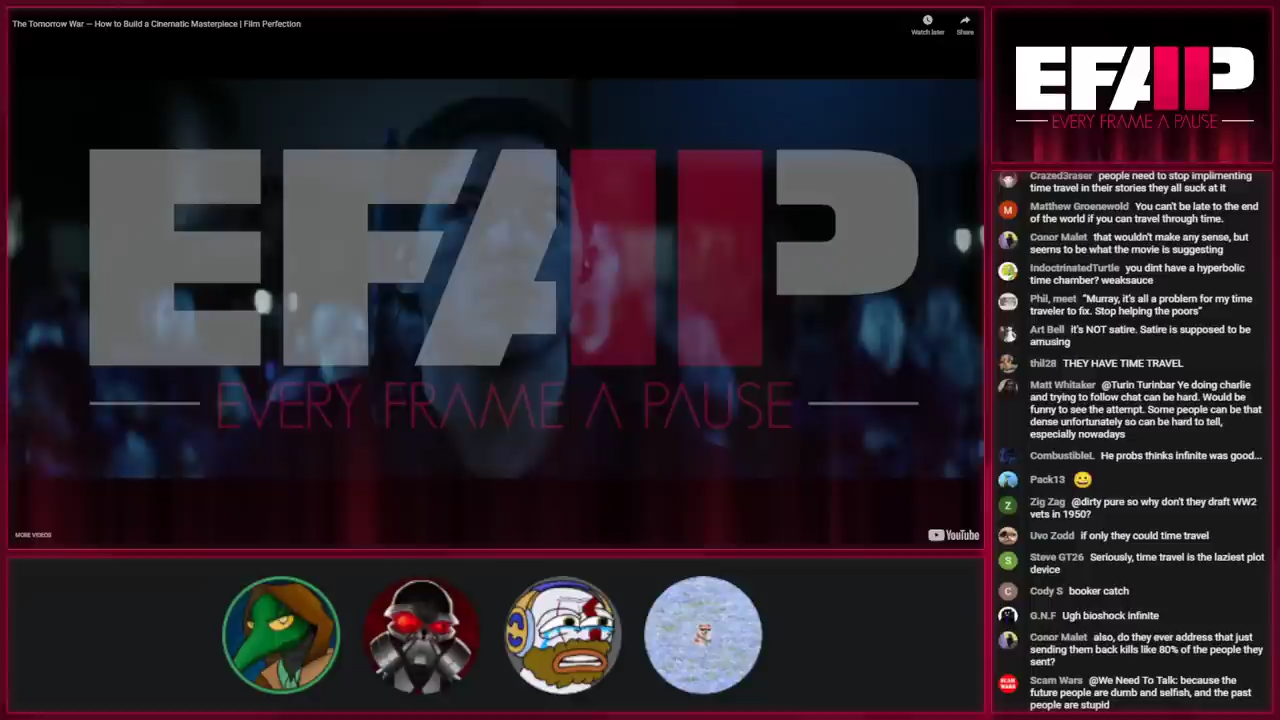 The Tomorrow War — How to Build a Cinematic Masterpiece | Film Perfection
Watch later
Share
EFAP
EVERY FRAME A PAUSE
MORE VIDEOS
YouTube
EFAP
EVERY FRAME A PAUSE
Crazed3raser people need to stop implimenting
time travel in their stories they all suck at it
M
Matthew Groenewold You can't be late to the end
of the world if you can travel through time.
Conor Malet that wouldn't make any sense, but
seems to be what the movie is suggesting
IndoctrinatedTurtle you dint have a hyperbolic
time chamber? weaksauce
Phil, meet “Murray, it's all a problem for my time
traveler to fix. Stop helping the poors”
Art Bell it's NOT satire. Satire is supposed to be
amusing
thil28 THEY HAVE TIME TRAVEL
Matt Whitaker @Turin Turinbar Ye doing charlie
and trying to follow chat can be hard. Would be
funny to see the attempt. Some people can be that
dense unfortunately so can be hard to tell,
especially nowadays
CombustibleL He probs thinks infinite was good...
Pack13 😀
Z
Zig Zag @dirty pure so why don't they draft WW2
vets in 1950?
Uvo Zodd if only they could time travel
S
Steve GT26 Seriously, time travel is the laziest plot
device
C
Cody S booker catch
G.N.F Ugh bioshock infinite
Conor Malet also, do they ever address that just
sending them back kills like 80% of the people they
sent?
SCAM WARS
Scam Wars @We Need To Talk: because the
future people are dumb and selfish, and the past
people are stupid